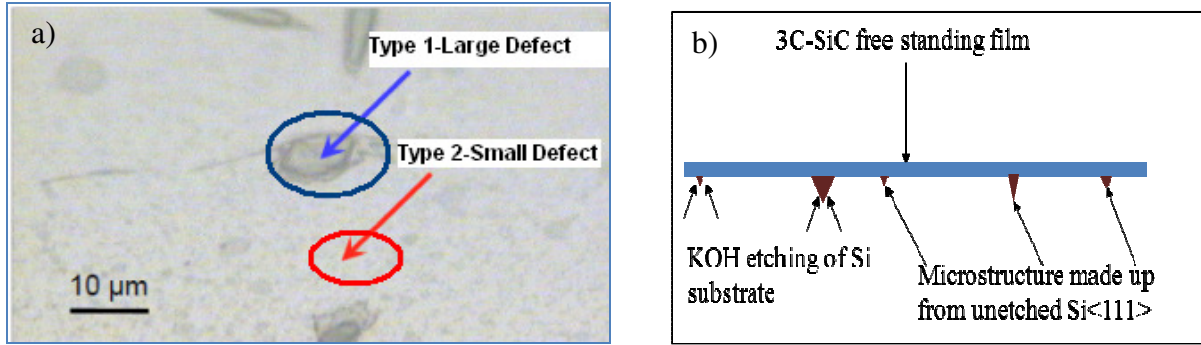 a)
Type 1-Large Defect
Type 2-Small Defect
10 µm
b)
3C-SiC free standing film
KOH etching of Si
substrate
Microstructure made up
from unetched Si<111>